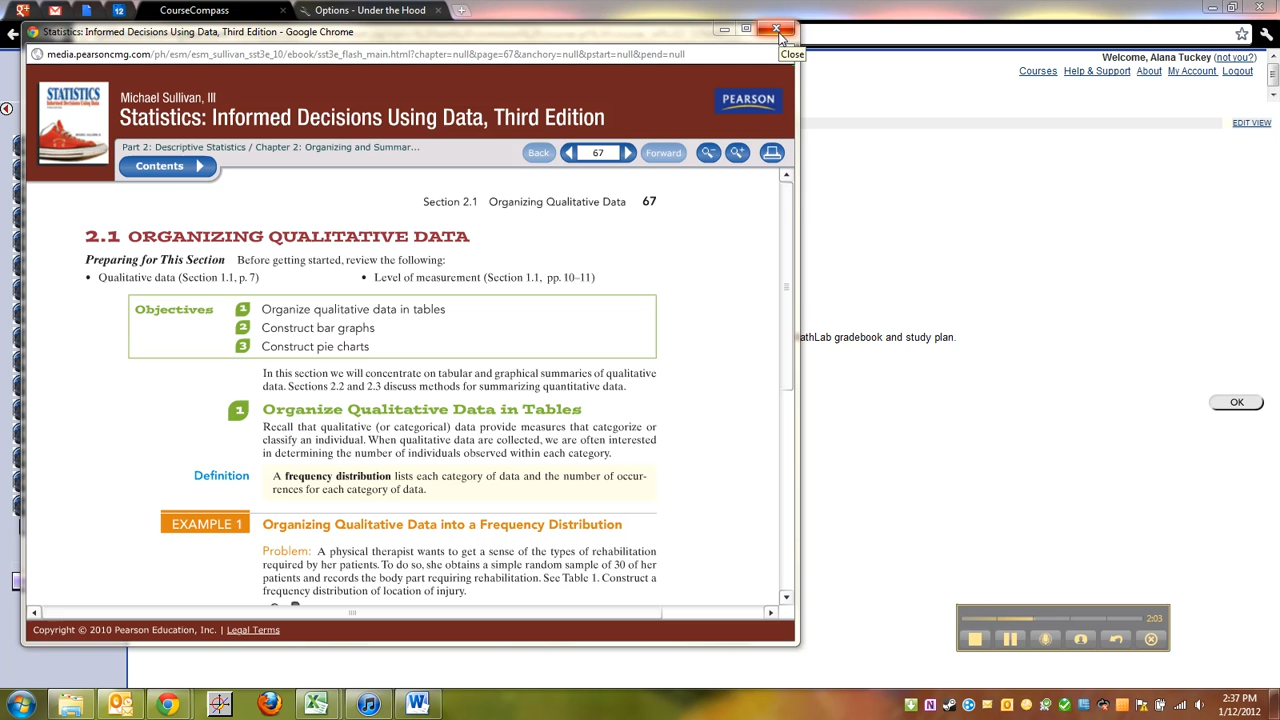 CourseCompass
Options - Under the Hood
Statistics: Informed Decisions Using Data, Third Edition - Google Chrome
Close
media.pearsoncmg.com/ph/esm/esm_sullivan_sst3e_10/ebook/sst3e_flash_main.html?chapter=null&page=67&anchory=null&pstart=null&pend=null
Welcome, Alana Tuckey (not you?)
Courses Help & Support About My Account Logout
EDIT VIEW
STATISTICS
Michael Sullivan, III
Statistics: Informed Decisions Using Data, Third Edition
PEARSON
Part 2: Descriptive Statistics / Chapter 2: Organizing and Summar...
Contents
Back
67
Forward
Section 2.1 Organizing Qualitative Data 67
2.1 ORGANIZING QUALITATIVE DATA
Preparing for This Section Before getting started, review the following:
• Qualitative data (Section 1.1, p. 7)
• Level of measurement (Section 1.1, pp. 10–11)
Objectives 1 Organize qualitative data in tables
2 Construct bar graphs
3 Construct pie charts
In this section we will concentrate on tabular and graphical summaries of qualitative
data. Sections 2.2 and 2.3 discuss methods for summarizing quantitative data.
1 Organize Qualitative Data in Tables
Recall that qualitative (or categorical) data provide measures that categorize or
classify an individual. When qualitative data are collected, we are often interested
in determining the number of individuals observed within each category.
Definition A frequency distribution lists each category of data and the number of occur-
rences for each category of data.
EXAMPLE 1 Organizing Qualitative Data into a Frequency Distribution
Problem: A physical therapist wants to get a sense of the types of rehabilitation
required by her patients. To do so, she obtains a simple random sample of 30 of her
patients and records the body part requiring rehabilitation. See Table 1. Construct a
frequency distribution of location of injury.
Copyright © 2010 Pearson Education, Inc. | Legal Terms
athLab gradebook and study plan.
OK
2:03
2:37 PM
1/12/2012